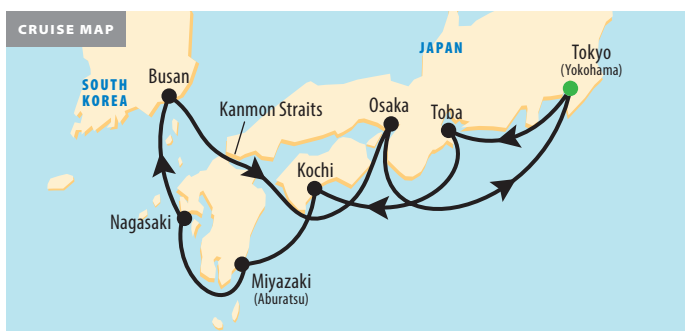 CRUISE MAP
JAPAN
Tokyo
(Yokohama)
SOUTH
KOREA
Busan
Kanmon Straits
Osaka
Toba
Kochi
Nagasaki
Miyazaki
(Aburatsu)